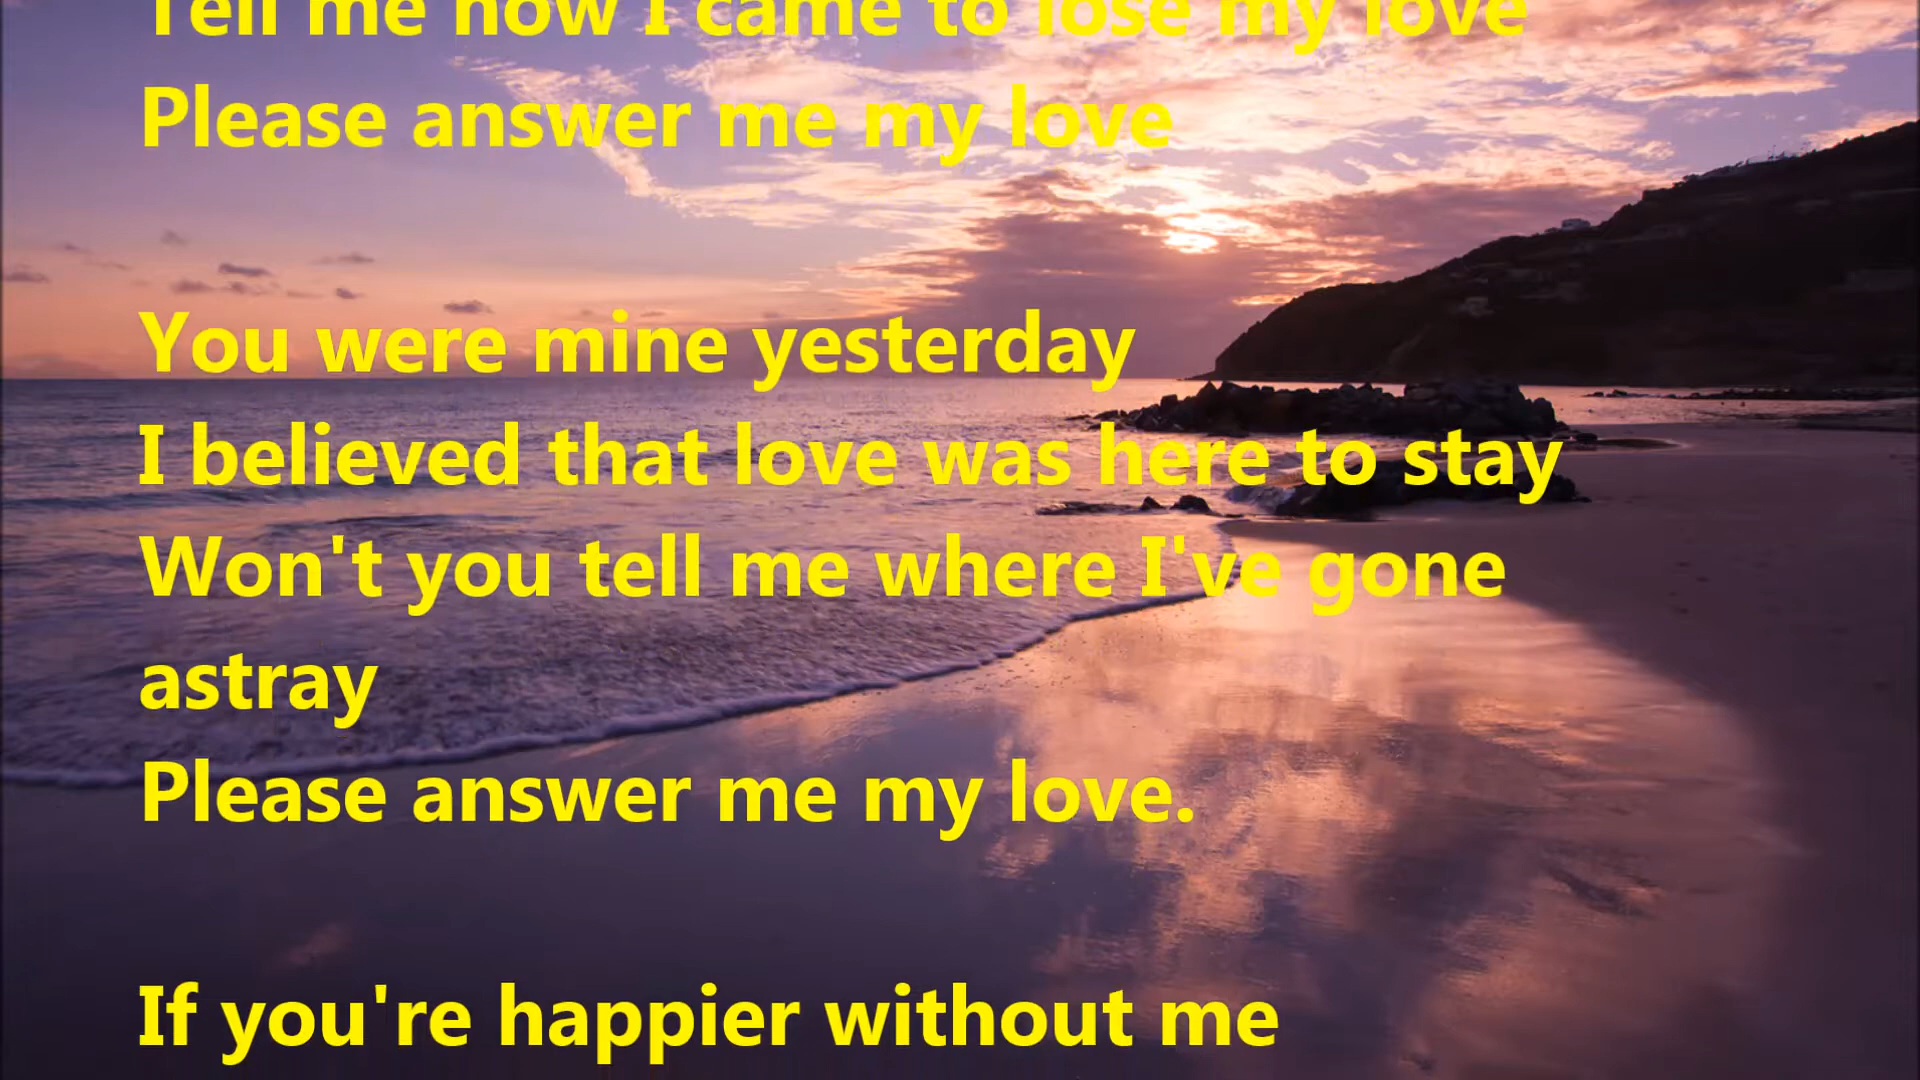 Tell me how I came to lose my love
Please answer me my love
You were mine yesterday
I believed that love was here to stay
Won't you tell me where I've gone
astray
Please answer me my love.
If you're happier without me